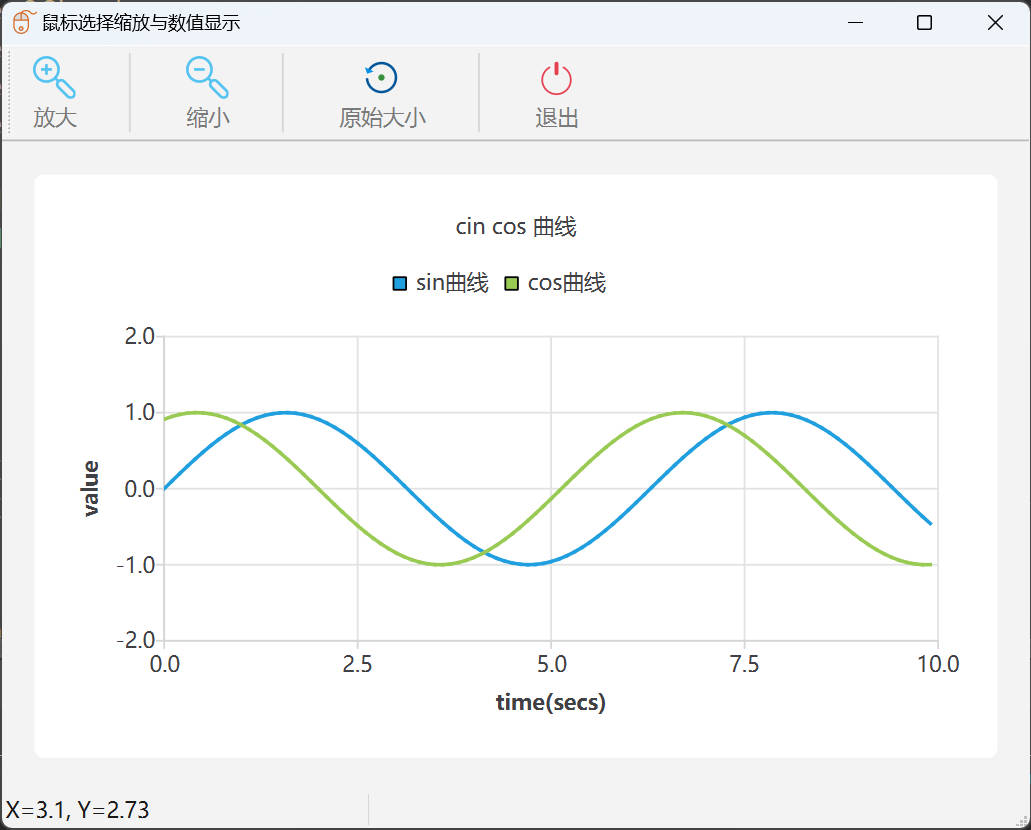 鼠标选择缩放与数值显示
放大 缩小 原始大小 退出
cin cos 曲线
sin曲线 cos曲线
2.0
1.0
0.0
-1.0
-2.0
value
0.0 2.5 5.0 7.5 10.0
time(secs)
X=3.1, Y=2.73